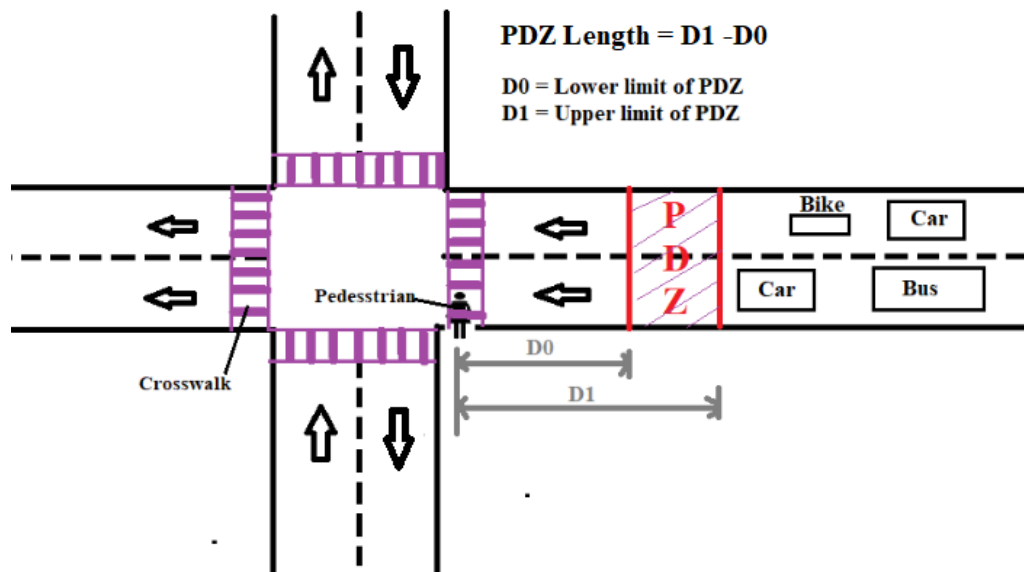 PDZ Length = D1 -D0
D0 = Lower limit of PDZ
D1 = Upper limit of PDZ
P
D
Z
Bike
Car
Car
Bus
Pedesstrian
D0
D1
Crosswalk